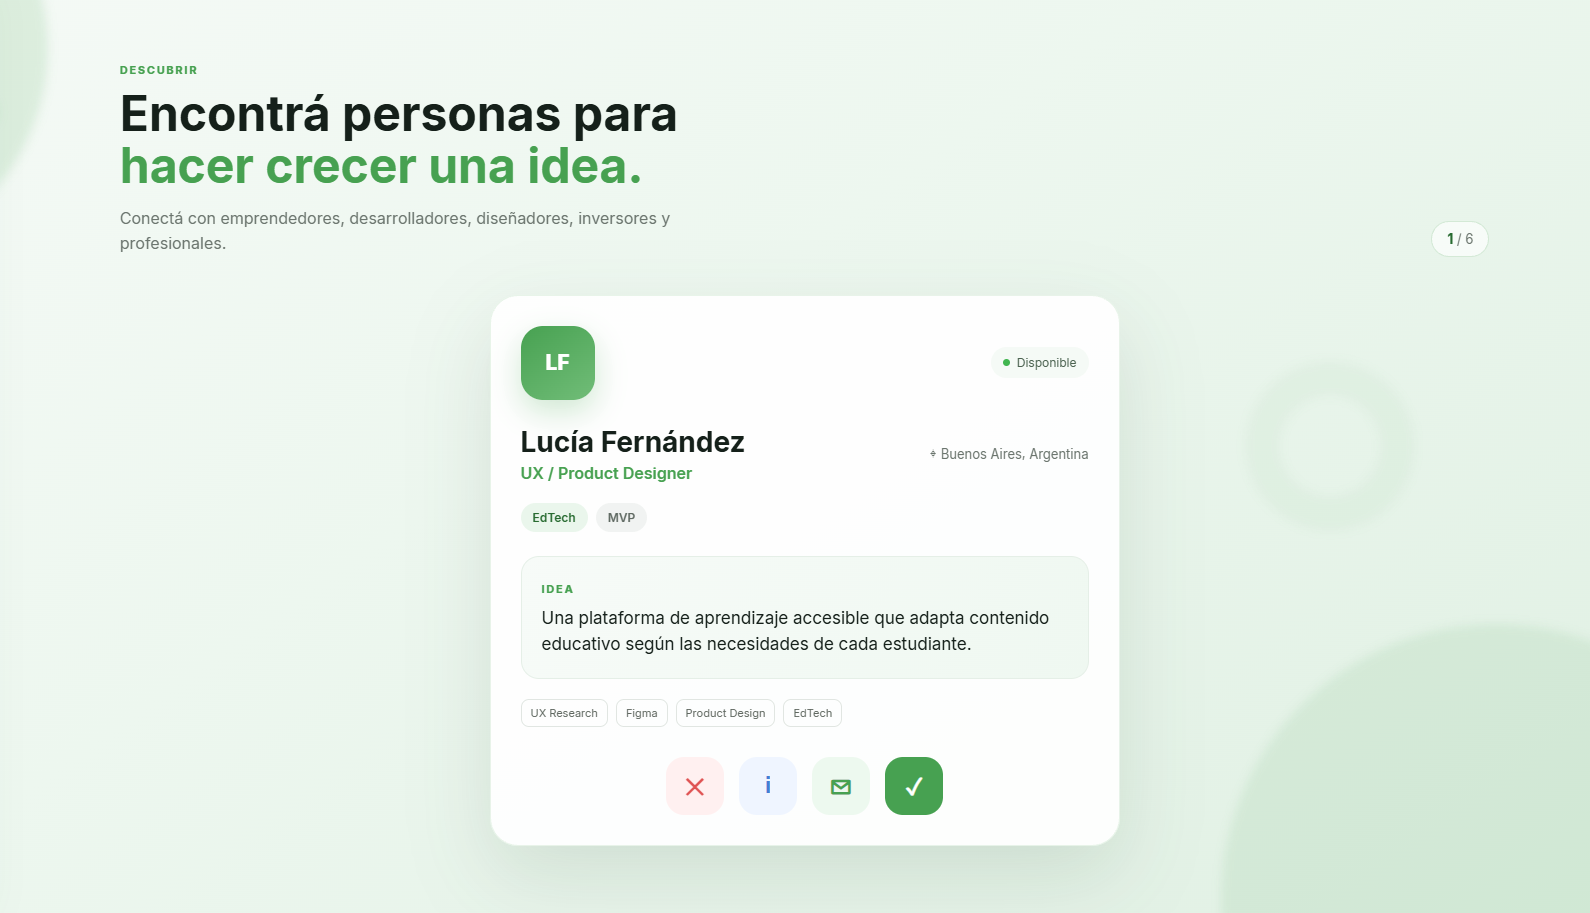 DESCUBRIR
Encontrá personas para
hacer crecer una idea.
Conectá con emprendedores, desarrolladores, diseñadores, inversores y
profesionales.
1 / 6
LF
Disponible
Lucía Fernández
UX / Product Designer
Buenos Aires, Argentina
EdTech MVP
IDEA
Una plataforma de aprendizaje accesible que adapta contenido
educativo según las necesidades de cada estudiante.
UX Research Figma Product Design EdTech
i